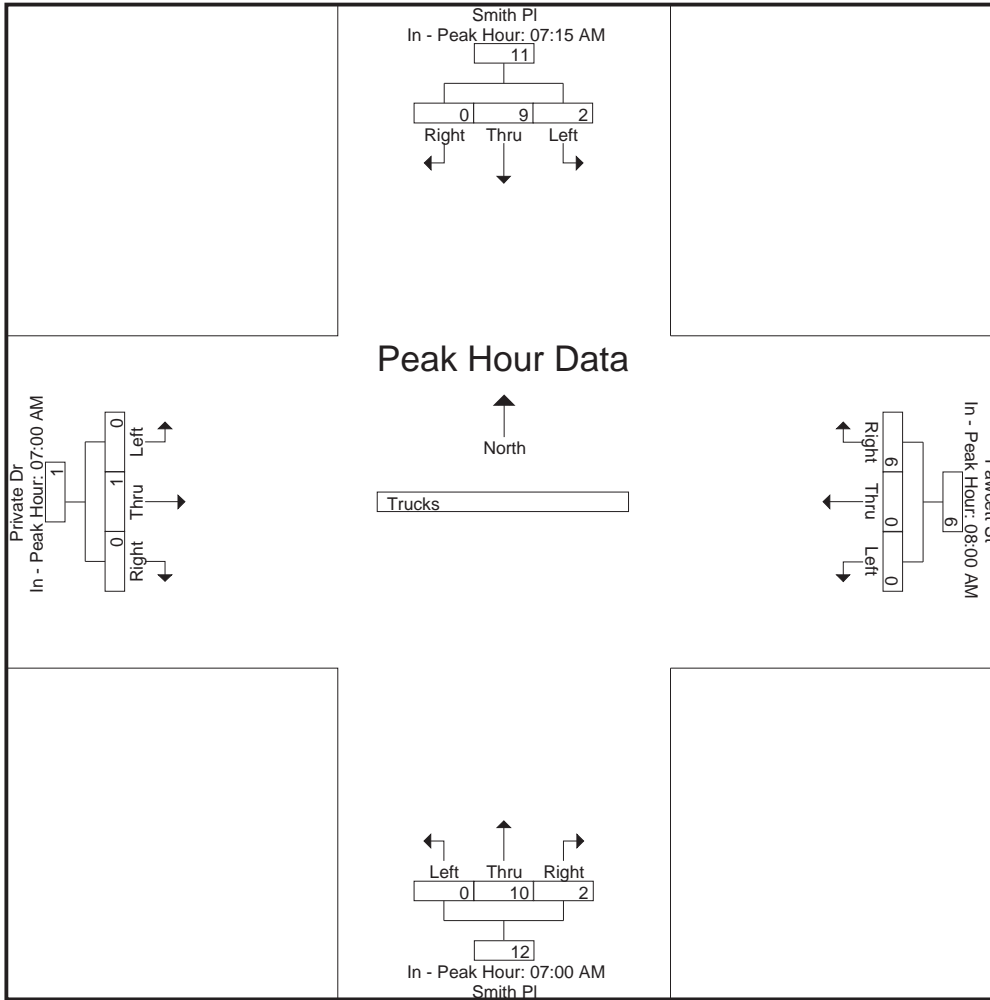 Smith Pl
In - Peak Hour: 07:15 AM
11
0 9 2
Right Thru Left
Peak Hour Data
North
Trucks
Private Dr
In - Peak Hour: 07:00 AM
1
0 1 0
Left Thru Right
Fawcett St
In - Peak Hour: 08:00 AM
6
6 0 0
Right Thru Left
Left Thru Right
0 10 2
12
In - Peak Hour: 07:00 AM
Smith Pl